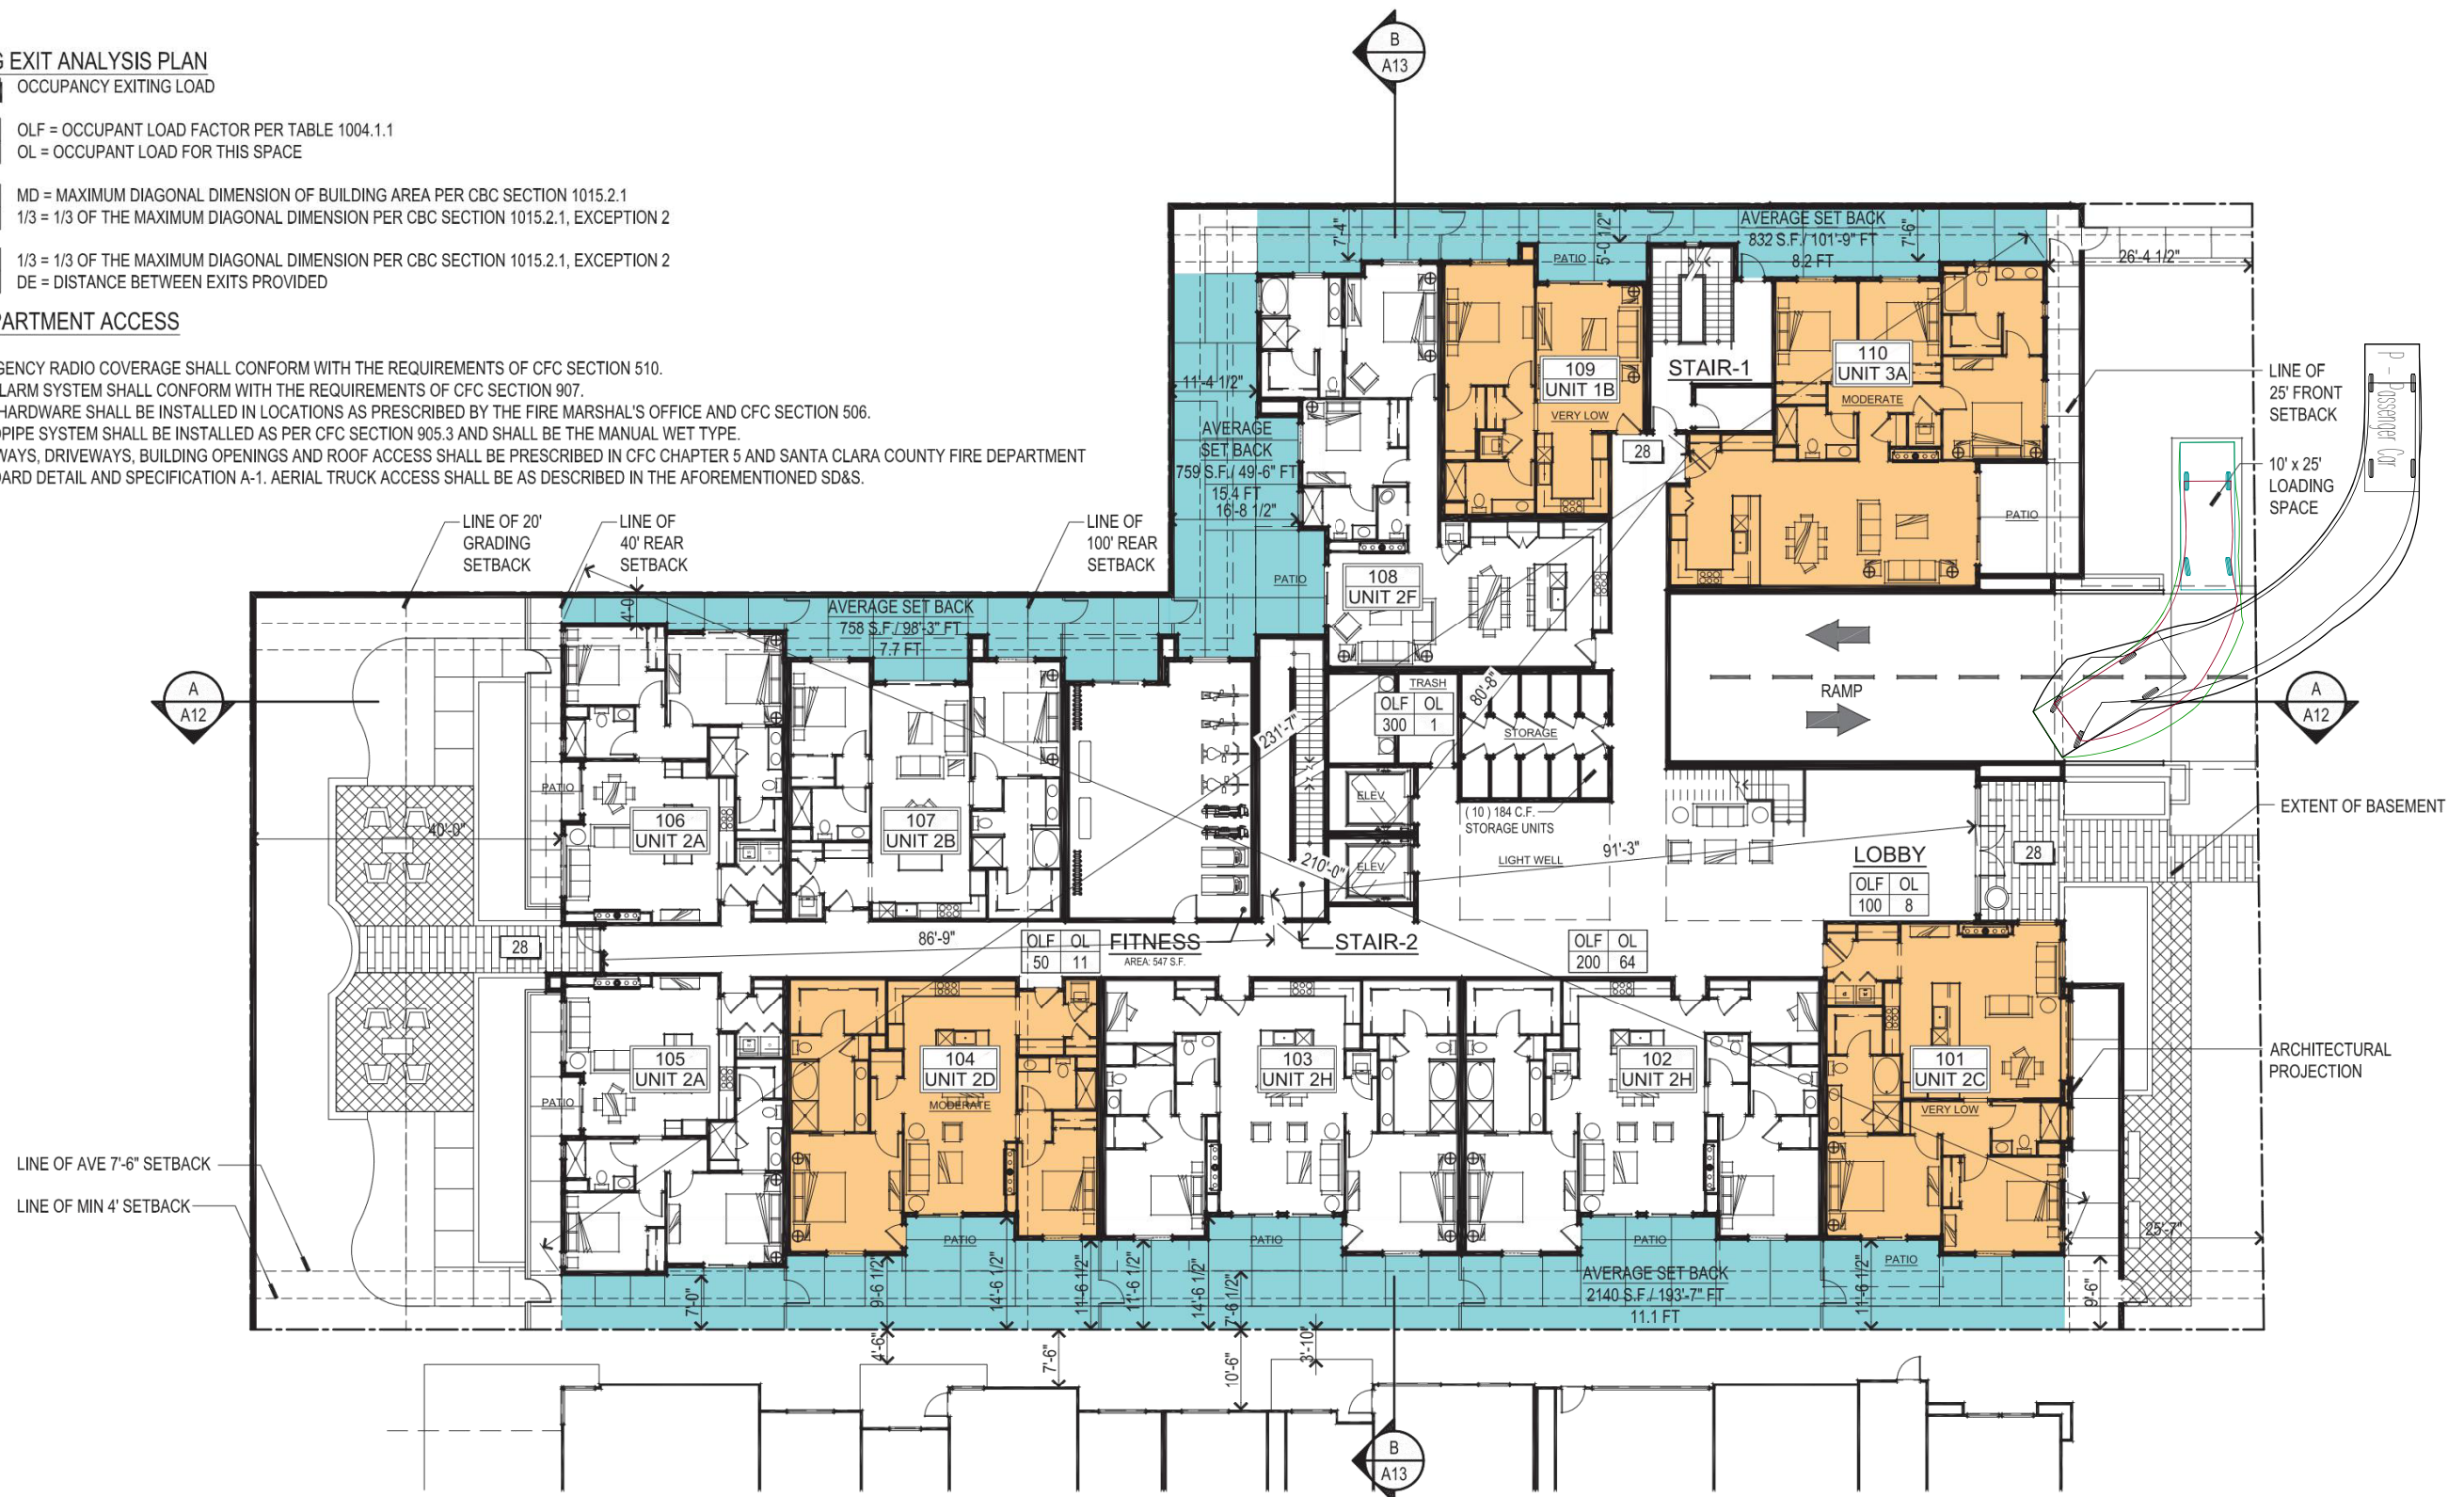 EXIT ANALYSIS PLAN
OCCUPANCY EXITING LOAD
OLF = OCCUPANT LOAD FACTOR PER TABLE 1004.1.1
OL = OCCUPANT LOAD FOR THIS SPACE
MD = MAXIMUM DIAGONAL DIMENSION OF BUILDING AREA PER CBC SECTION 1015.2.1
1/3 = 1/3 OF THE MAXIMUM DIAGONAL DIMENSION PER CBC SECTION 1015.2.1, EXCEPTION 2
1/3 = 1/3 OF THE MAXIMUM DIAGONAL DIMENSION PER CBC SECTION 1015.2.1, EXCEPTION 2
DE = DISTANCE BETWEEN EXITS PROVIDED
PARTMENT ACCESS
GENCY RADIO COVERAGE SHALL CONFORM WITH THE REQUIREMENTS OF CFC SECTION 510.
LARM SYSTEM SHALL CONFORM WITH THE REQUIREMENTS OF CFC SECTION 907.
HARDWARE SHALL BE INSTALLED IN LOCATIONS AS PRESCRIBED BY THE FIRE MARSHAL'S OFFICE AND CFC SECTION 506.
PIPE SYSTEM SHALL BE INSTALLED AS PER CFC SECTION 905.3 AND SHALL BE THE MANUAL WET TYPE.
WAYS, DRIVEWAYS, BUILDING OPENINGS AND ROOF ACCESS SHALL BE PRESCRIBED IN CFC CHAPTER 5 AND SANTA CLARA COUNTY FIRE DEPARTMENT
ARD DETAIL AND SPECIFICATION A-1. AERIAL TRUCK ACCESS SHALL BE AS DESCRIBED IN THE AFOREMENTIONED SD&S.
B
A13
7'-4"
PATIO
5-0 1/2"
AVERAGE SET BACK
832 S.F./ 101'-9" FT
8.2 FT
7'-6"
26'-4 1/2"
11'-4-1/2"
AVERAGE
SET BACK
759 S.F./ 49'-6" FT
15.4 FT
16'-8 1/2"
PATIO
109
UNIT 1B
VERY LOW
STAIR-1
28
110
UNIT 3A
MODERATE
PATIO
LINE OF
25' FRONT
SETBACK
P - Passenger Car
10' x 25'
LOADING
SPACE
LINE OF 20'
GRADING
SETBACK
LINE OF
40' REAR
SETBACK
LINE OF
100' REAR
SETBACK
108
UNIT 2F
4'-0"
AVERAGE SET BACK
758 S.F./ 98'-3" FT
7.7 FT
A
A12
RAMP
A
A12
TRASH
OLF OL
300 1
80'-8"
STORAGE
231'-7"
ELEV
( 10 ) 184 C.F.
STORAGE UNITS
PATIO
40'-0"
106
UNIT 2A
107
UNIT 2B
210'-0"
ELEV
LIGHT WELL
91'-3"
LOBBY
OLF OL
100 8
28
EXTENT OF BASEMENT
28
86'-9"
OLF OL
50 11
FITNESS
AREA: 547 S.F.
STAIR-2
OLF OL
200 64
105
UNIT 2A
PATIO
104
UNIT 2D
MODERATE
103
UNIT 2H
102
UNIT 2H
101
UNIT 2C
VERY LOW
ARCHITECTURAL
PROJECTION
LINE OF AVE 7'-6" SETBACK
LINE OF MIN 4' SETBACK
PATIO
PATIO
PATIO
PATIO
25'-7"
7'-0"
9'-6 1/2"
14'-6 1/2"
11-6 1/2"
11'-6 1/2"
14'-6 1/2"
7'-6 1/2"
AVERAGE SET BACK
2140 S.F./ 193'-7" FT
11.1 FT
11'-6 1/2"
9'-6"
4'-6"
7'-6"
10'-6"
3'-10"
B
A13